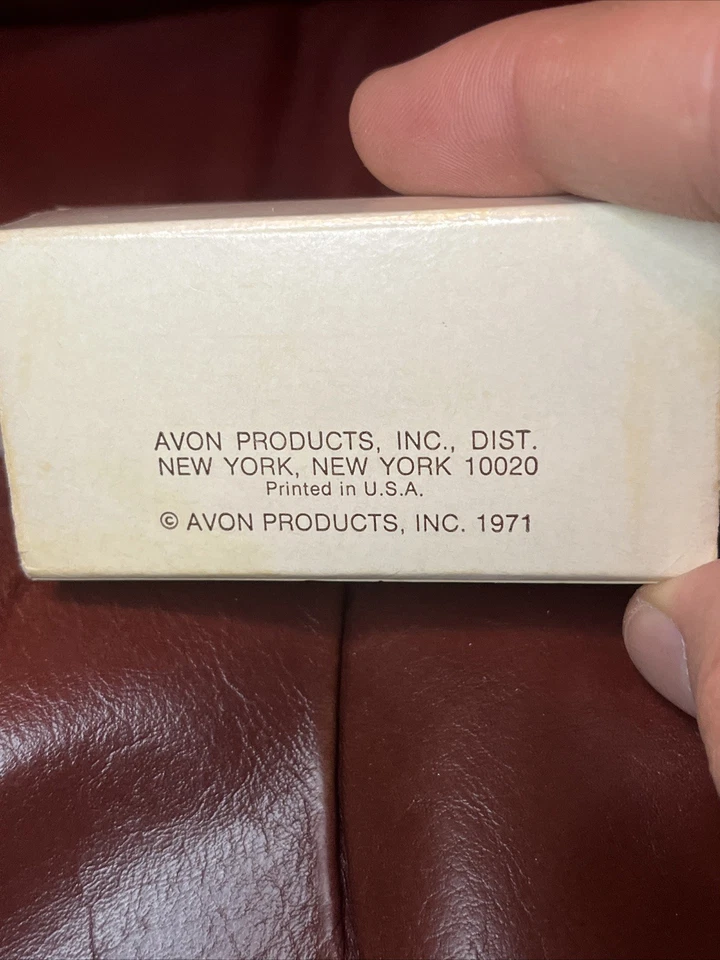 AVON PRODUCTS, INC., DIST.
NEW YORK, NEW YORK 10020
Printed in U.S.A.
© AVON PRODUCTS, INC. 1971